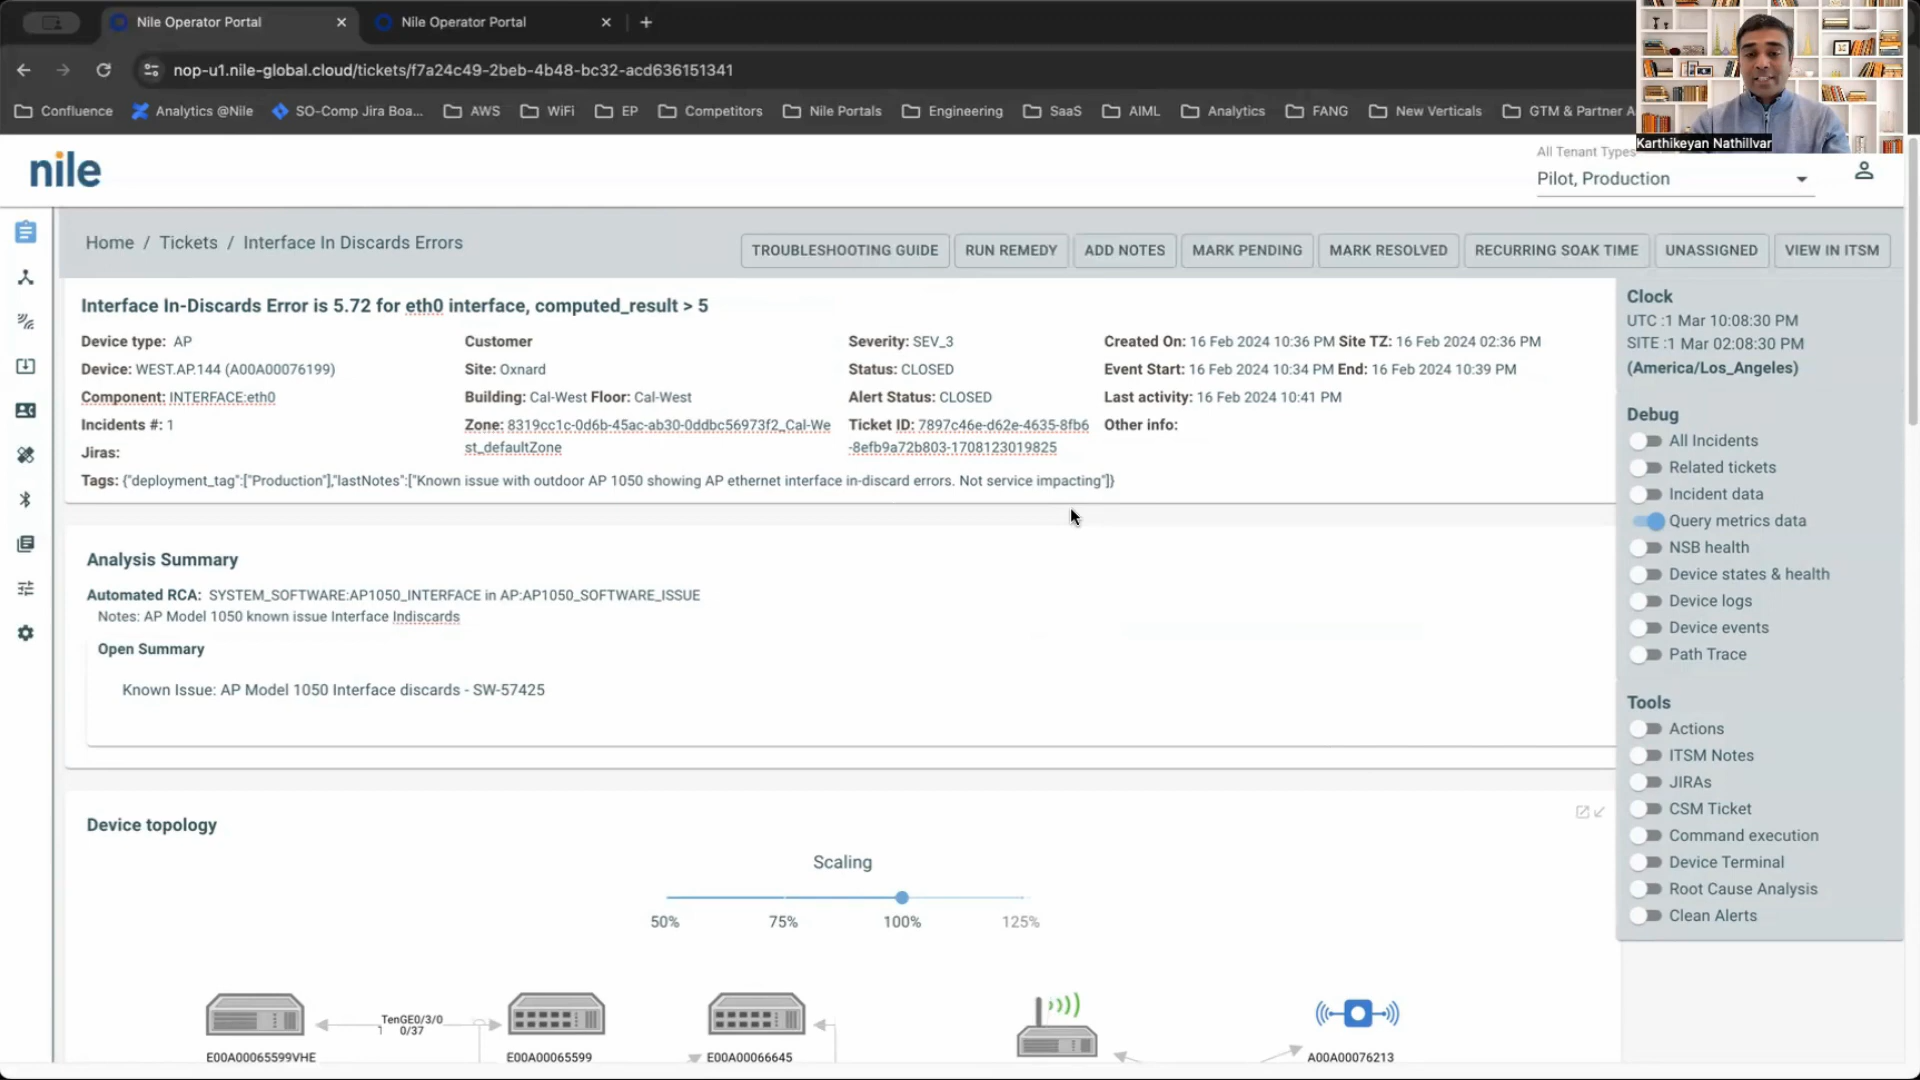 Nile Operator Portal
Nile Operator Portal
nop-u1.nile-global.cloud/tickets/f7a24c49-2beb-4b48-bc32-acd636151341
Confluence
Analytics @Nile
SO-Comp Jira Boa...
AWS
WiFi
EP
Competitors
Nile Portals
Engineering
SaaS
AIML
Analytics
FANG
New Verticals
GTM & Partner A
Karthikeyan Nathillvar
nile
All Tenant Types
Pilot, Production
Home / Tickets / Interface In Discards Errors
TROUBLESHOOTING GUIDE
RUN REMEDY
ADD NOTES
MARK PENDING
MARK RESOLVED
RECURRING SOAK TIME
UNASSIGNED
VIEW IN ITSM
Interface In-Discards Error is 5.72 for eth0 interface, computed_result > 5
Device type: AP
Device: WEST.AP.144 (A00A00076199)
Component: INTERFACE:eth0
Incidents #: 1
Jiras:
Customer
Site: Oxnard
Building: Cal-West Floor: Cal-West
Zone: 8319cc1c-0d6b-45ac-ab30-0ddbc56973f2_Cal-We
st_defaultZone
Severity: SEV_3
Status: CLOSED
Alert Status: CLOSED
Ticket ID: 7897c46e-d62e-4635-8fb6
-8efb9a72b803-1708123019825
Created On: 16 Feb 2024 10:36 PM Site TZ: 16 Feb 2024 02:36 PM
Event Start: 16 Feb 2024 10:34 PM End: 16 Feb 2024 10:39 PM
Last activity: 16 Feb 2024 10:41 PM
Other info:
Tags: {"deployment_tag":["Production"],"lastNotes":["Known issue with outdoor AP 1050 showing AP ethernet interface in-discard errors. Not service impacting"]}
Analysis Summary
Automated RCA: SYSTEM_SOFTWARE:AP1050_INTERFACE in AP:AP1050_SOFTWARE_ISSUE
Notes: AP Model 1050 known issue Interface Indiscards
Open Summary
Known Issue: AP Model 1050 Interface discards - SW-57425
Device topology
Scaling
50%
75%
100%
125%
TenGE0/3/0
0/37
E00A00065599VHE
E00A00065599
E00A00066645
A00A00076213
Clock
UTC :1 Mar 10:08:30 PM
SITE :1 Mar 02:08:30 PM
(America/Los_Angeles)
Debug
All Incidents
Related tickets
Incident data
Query metrics data
NSB health
Device states & health
Device logs
Device events
Path Trace
Tools
Actions
ITSM Notes
JIRAs
CSM Ticket
Command execution
Device Terminal
Root Cause Analysis
Clean Alerts